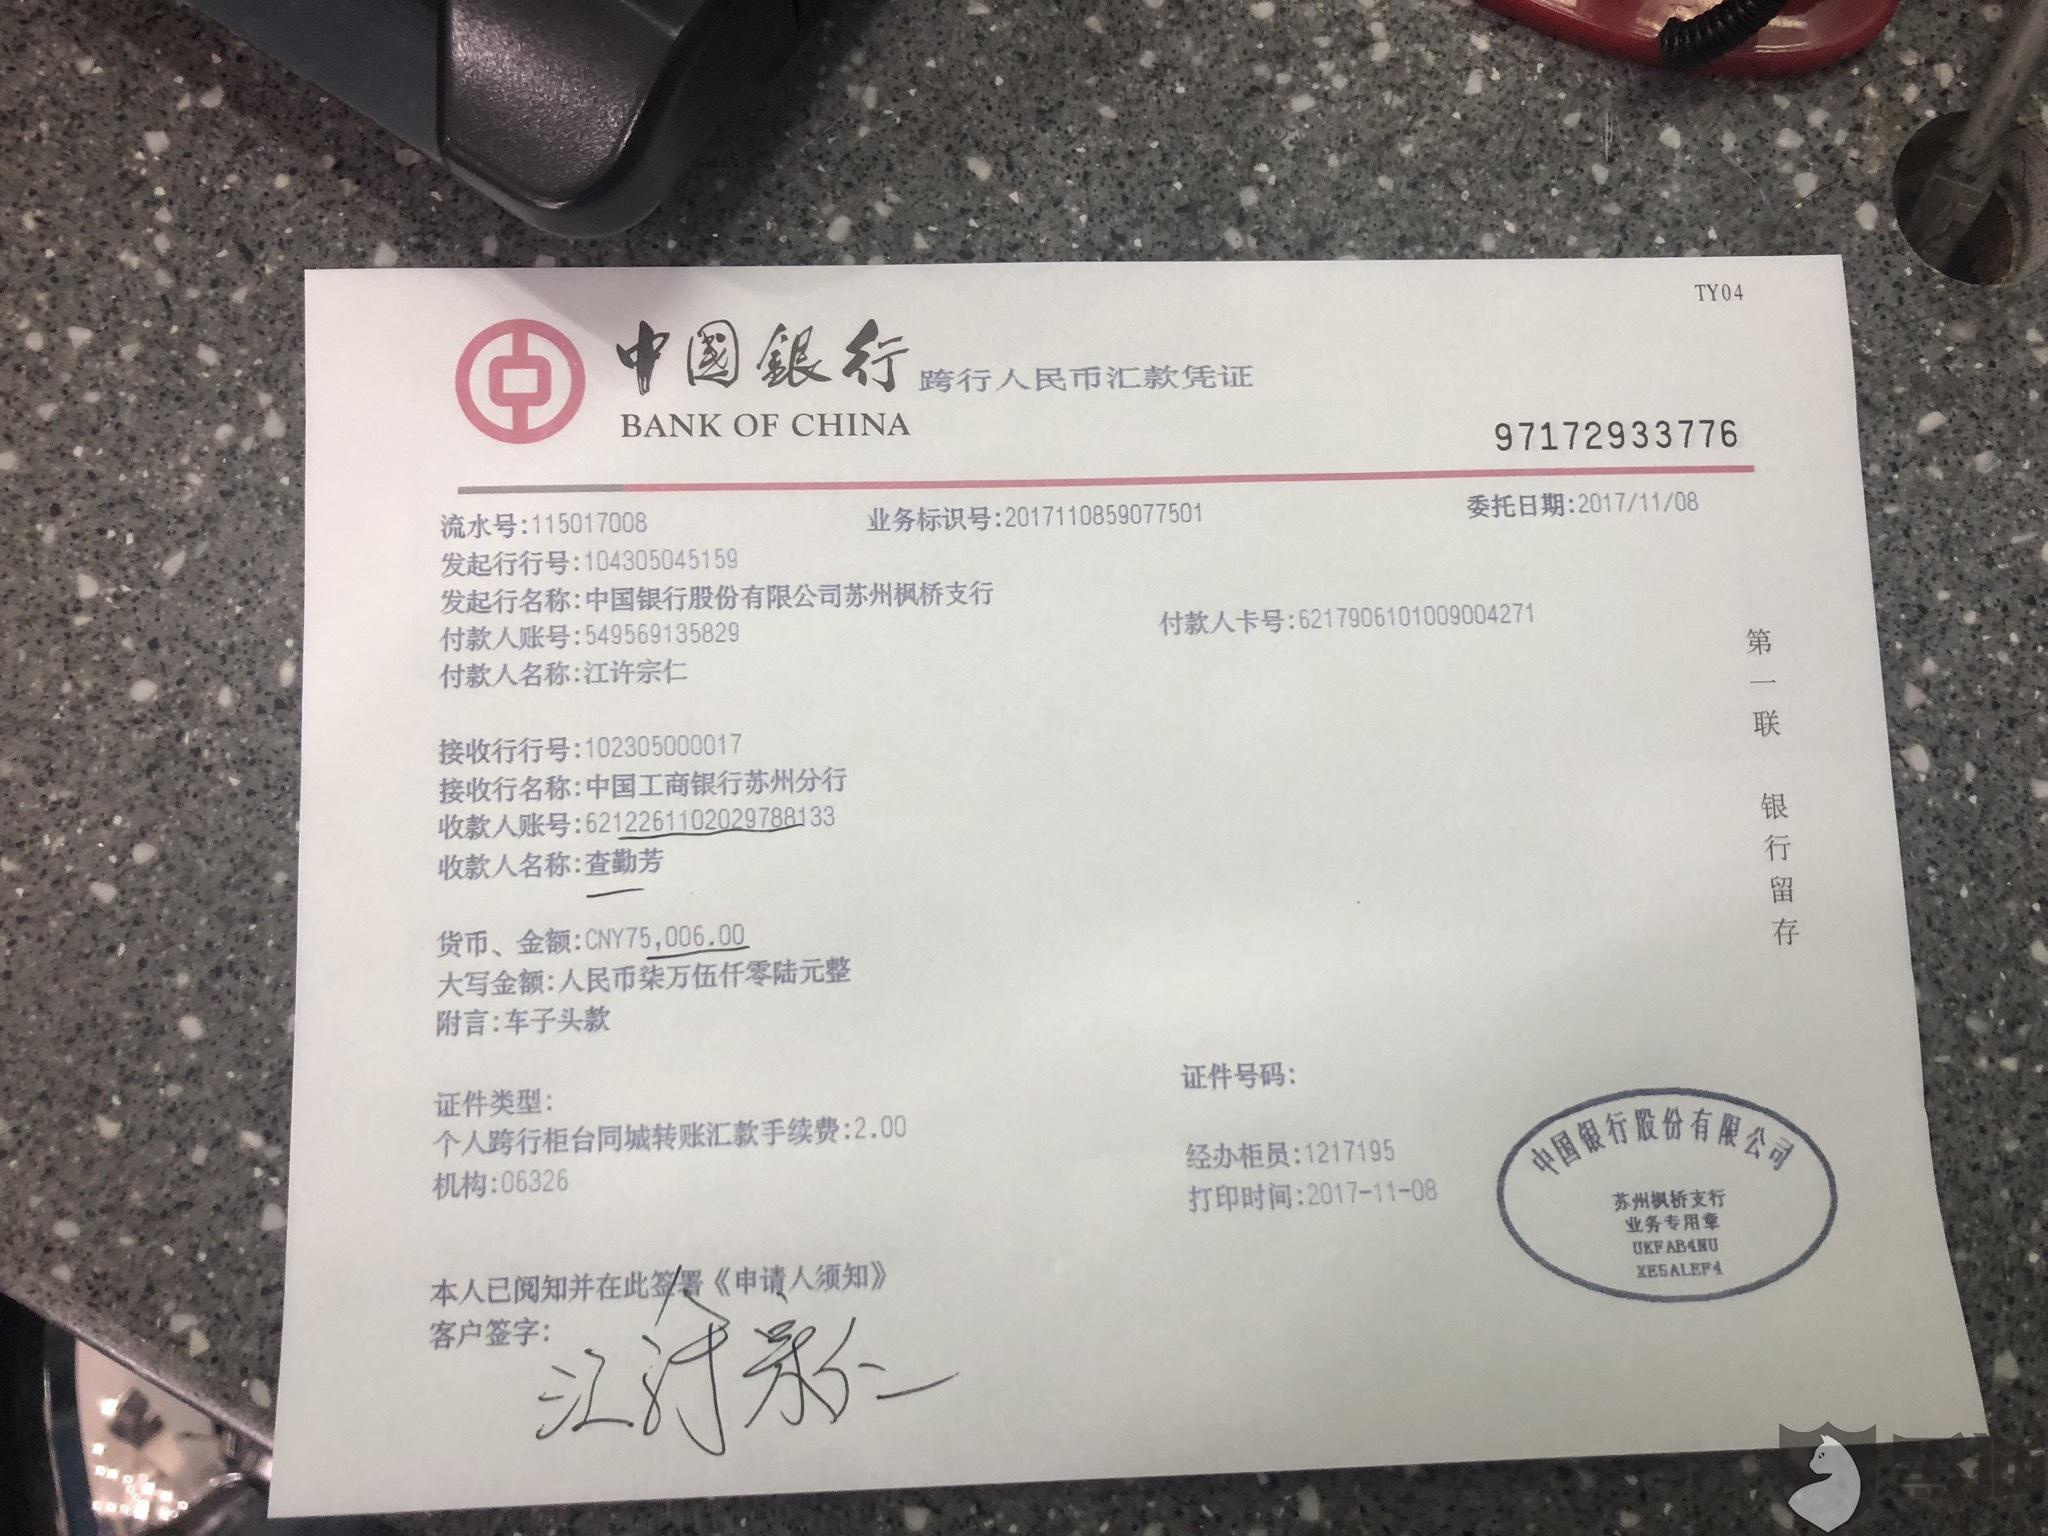 TY04
中國銀行 跨行人民币汇款凭证
BANK OF CHINA
97172933776
流水号:115017008 业务标识号:2017110859077501 委托日期:2017/11/08
发起行行号:104305045159
发起行名称:中国银行股份有限公司苏州枫桥支行
付款人账号:549569135829 付款人卡号:6217906101009004271
付款人名称:江许宗仁
接收行行号:102305000017
接收行名称:中国工商银行苏州分行
收款人账号:6212261102029788133
收款人名称:查勤芳
货币、金额:CNY75,006.00
大写金额:人民币柒万伍仟零陆元整
附言:车子头款
证件类型: 证件号码:
个人跨行柜台同城转账汇款手续费:2.00 经办柜员:1217195
机构:06326 打印时间:2017-11-08
本人已阅知并在此签署《申请人须知》
客户签字:
江许宗仁
第一联 银行留存
中国银行股份有限公司
苏州枫桥支行
业务专用章
UKFAB4NU
XE5ALEF4